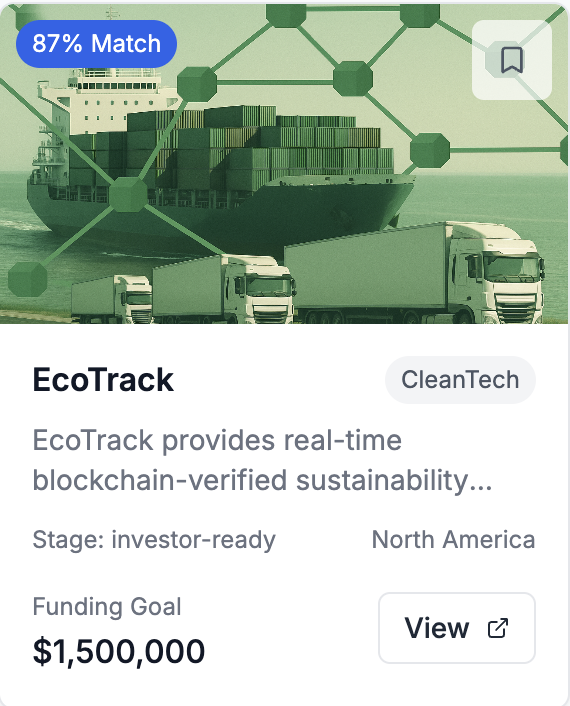 87% Match
EcoTrack
CleanTech
EcoTrack provides real-time
blockchain-verified sustainability...
Stage: investor-ready
North America
Funding Goal
$1,500,000
View